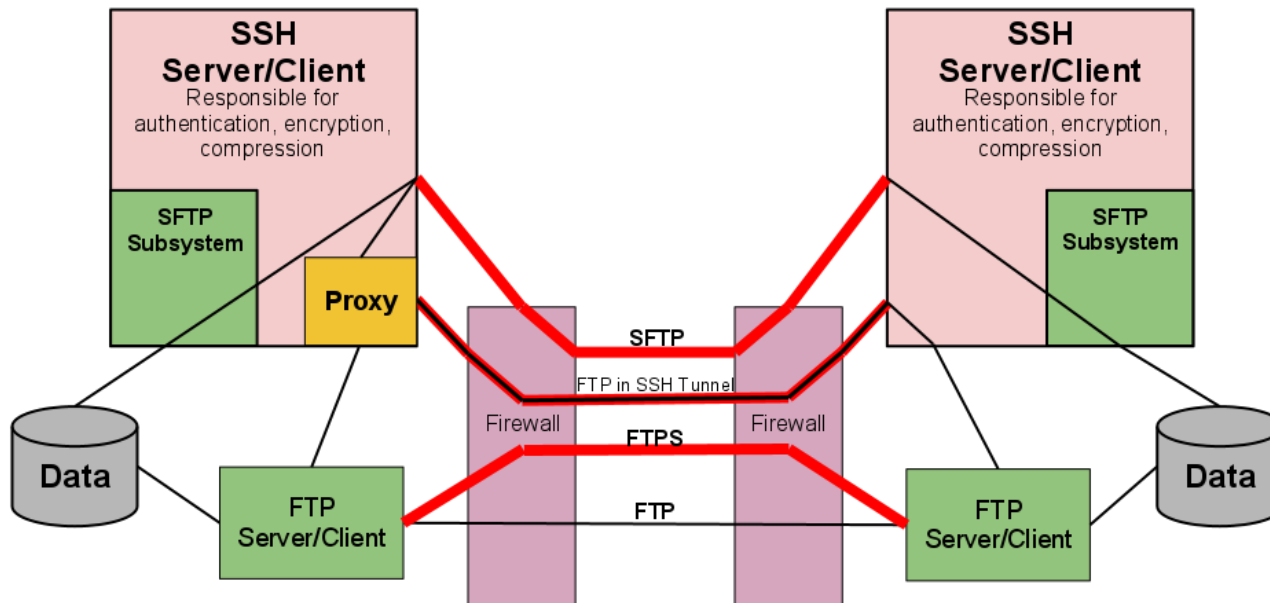 SSH
Server/Client
Responsible for
authentication, encryption,
compression
SFTP
Subsystem
Proxy
SSH
Server/Client
Responsible for
authentication, encryption,
compression
SFTP
Subsystem
SFTP
FTP in SSH Tunnel
Firewall
Firewall
FTPS
Data
FTP
Server/Client
FTP
FTP
Server/Client
Data